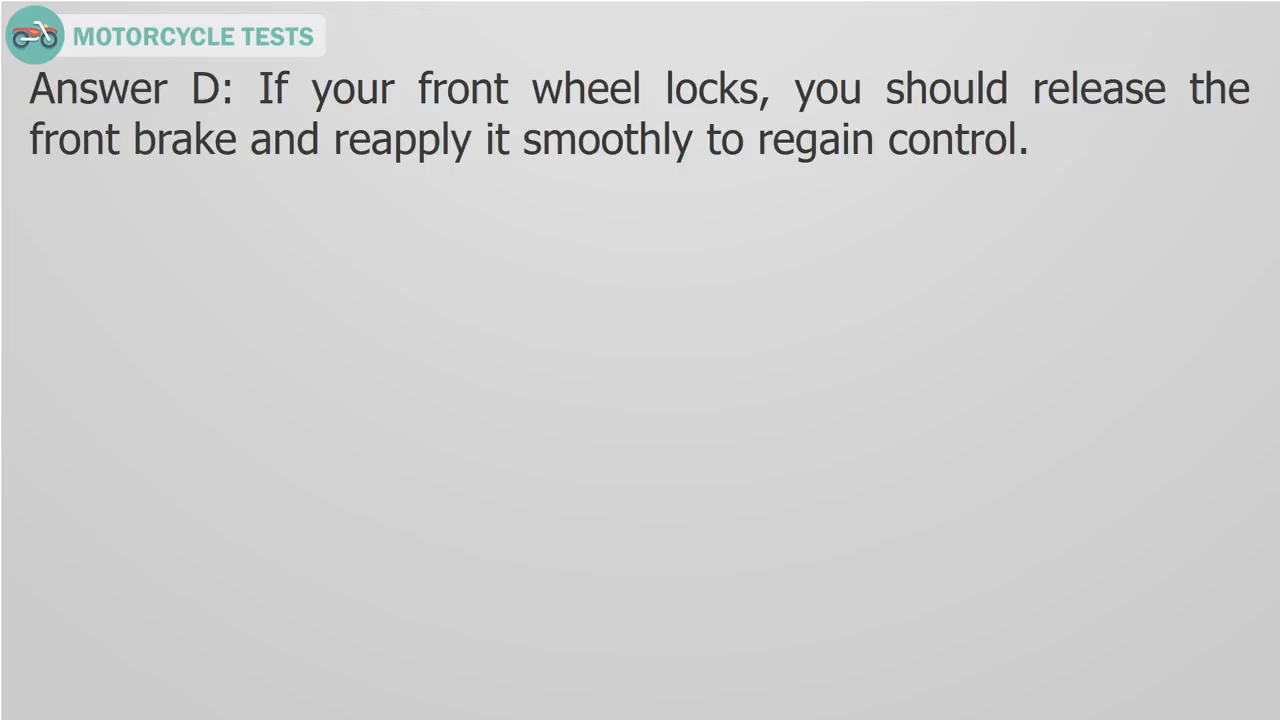 MOTORCYCLE TESTS
Answer D: If your front wheel locks, you should release the
front brake and reapply it smoothly to regain control.